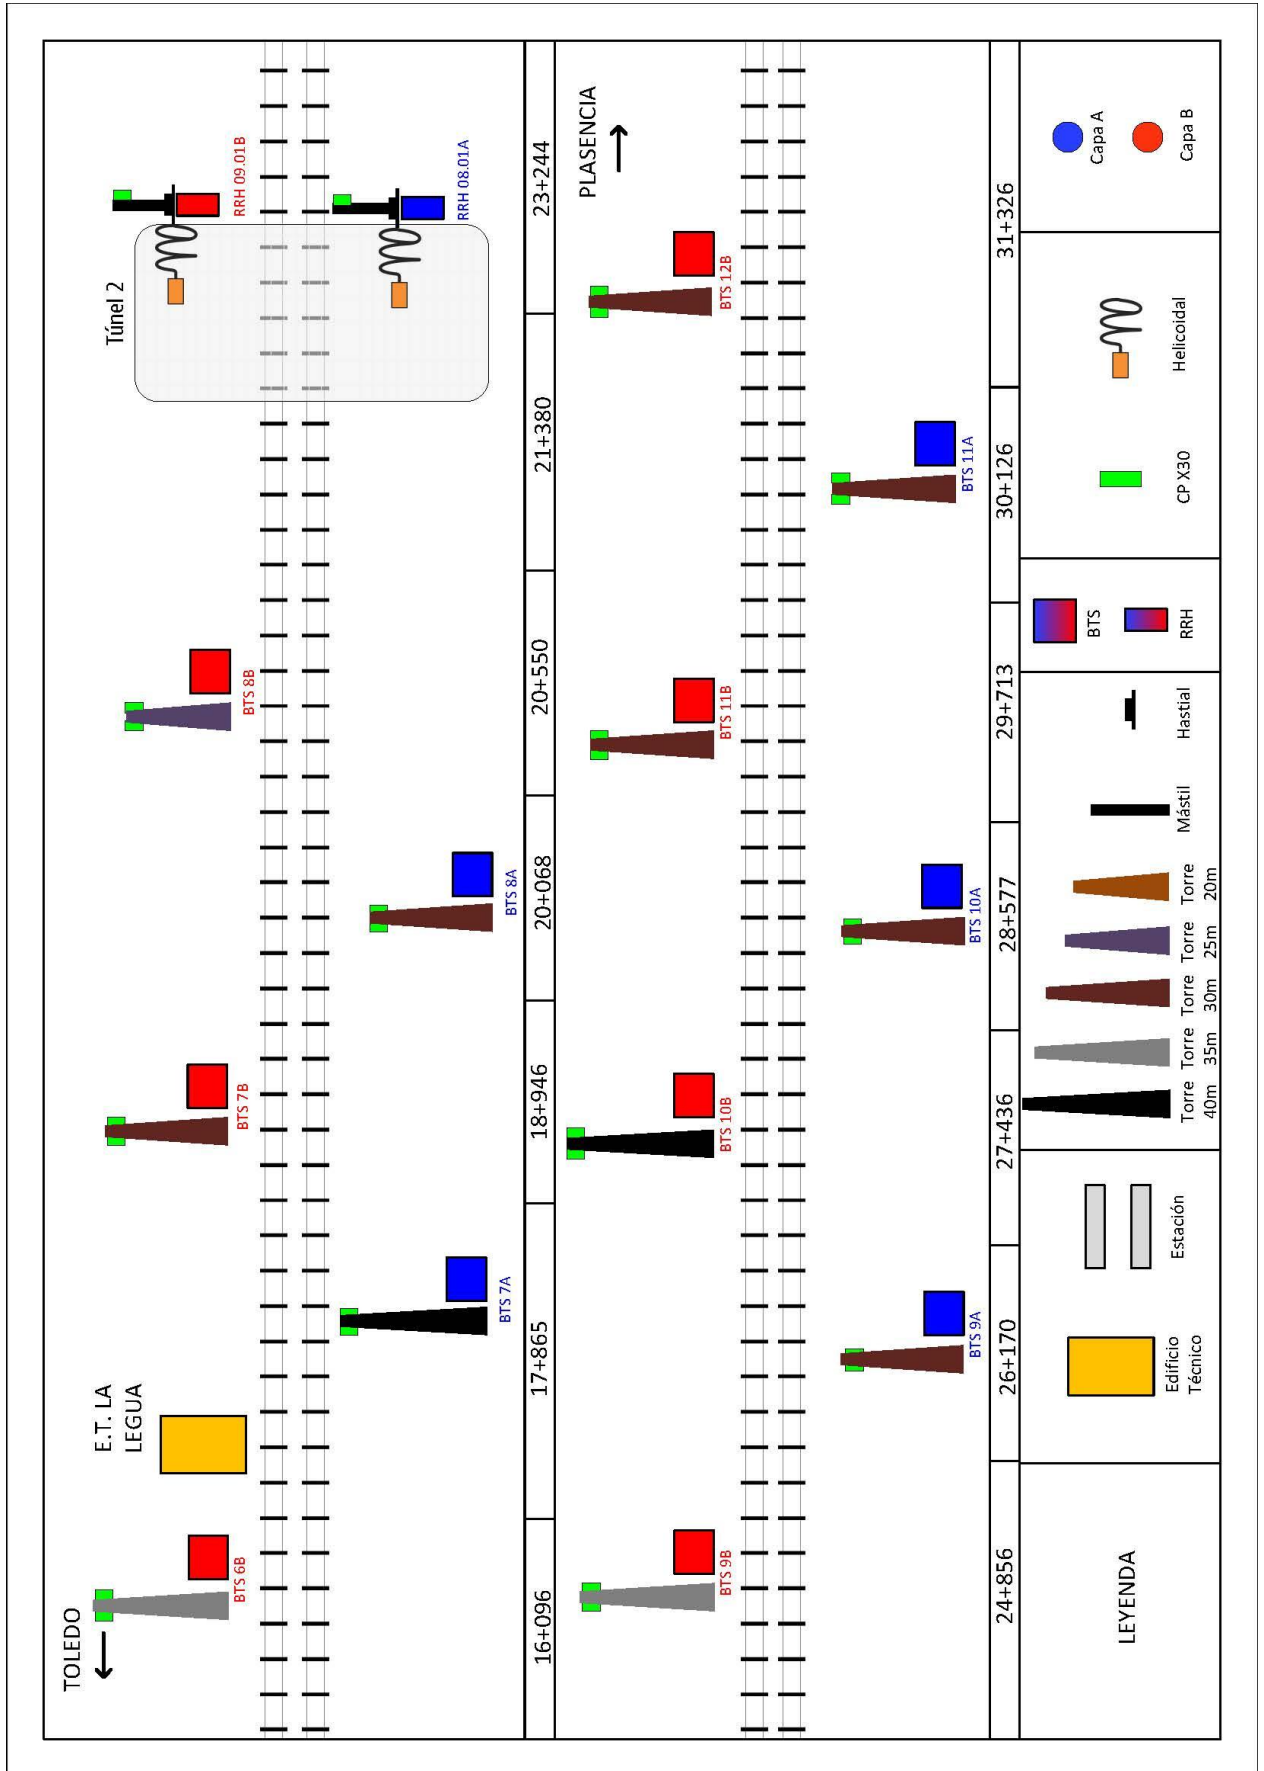 TOLEDO
E.T. LA
LEGUA
Túnel 2
BTS 6B
BTS 7B
BTS 8B
RRH 09.01B
BTS 7A
BTS 8A
RRH 08.01A
16+096
17+865
18+946
20+068
20+550
21+380
23+244
PLASENCIA
BTS 9B
BTS 10B
BTS 11B
BTS 12B
BTS 9A
BTS 10A
BTS 11A
24+856
26+170
27+436
28+577
29+713
30+126
31+326
LEYENDA
Edificio
Técnico
Estación
Torre
40m
Torre
35m
Torre
30m
Torre
25m
Torre
20m
Mástil
Hastial
BTS
RRH
CP X30
Helicoidal
Capa A
Capa B